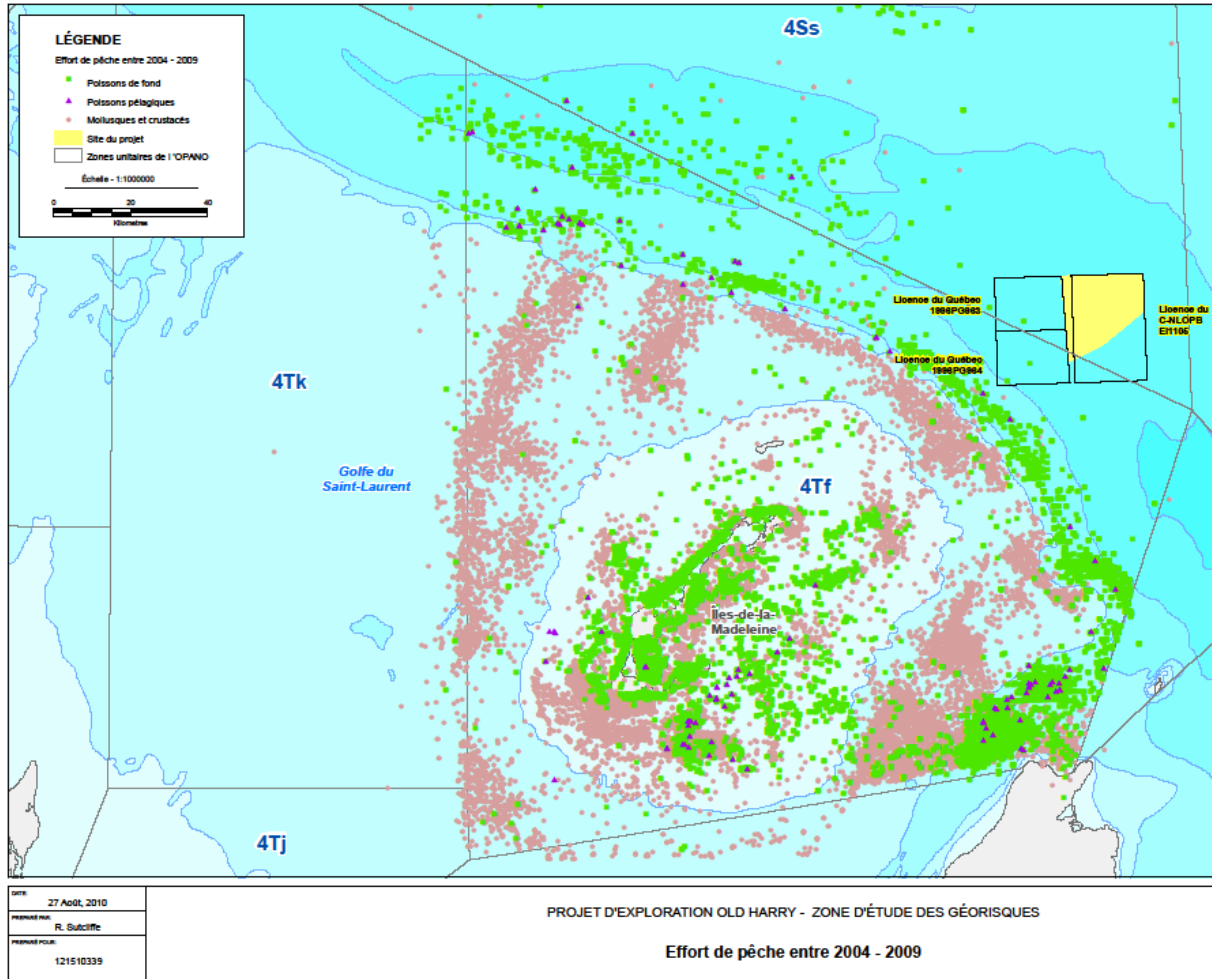 LÉGENDE
Effort de pêche entre 2004 - 2009
Poissons de fond
Poissons pélagiques
Mollusques et crustacés
Site du projet
Zones unitaires de l 'OPANO
Échelle - 1:1000000
0 20 40
Kilometres
4Ss
Licence du Québec
1996PG963
Licence du
C-NLOPB
El1105
Licence du Québec
1996PG964
4Tk
Golfe du
Saint-Laurent
4Tf
Îles-de-la-
Madeleine
4Tj
DATE:
27 Août, 2010
PREPARÉ PAR:
R. Sutcliffe
PREPARÉ POUR:
121510339
PROJET D'EXPLORATION OLD HARRY - ZONE D'ÉTUDE DES GÉORISQUES
Effort de pêche entre 2004 - 2009